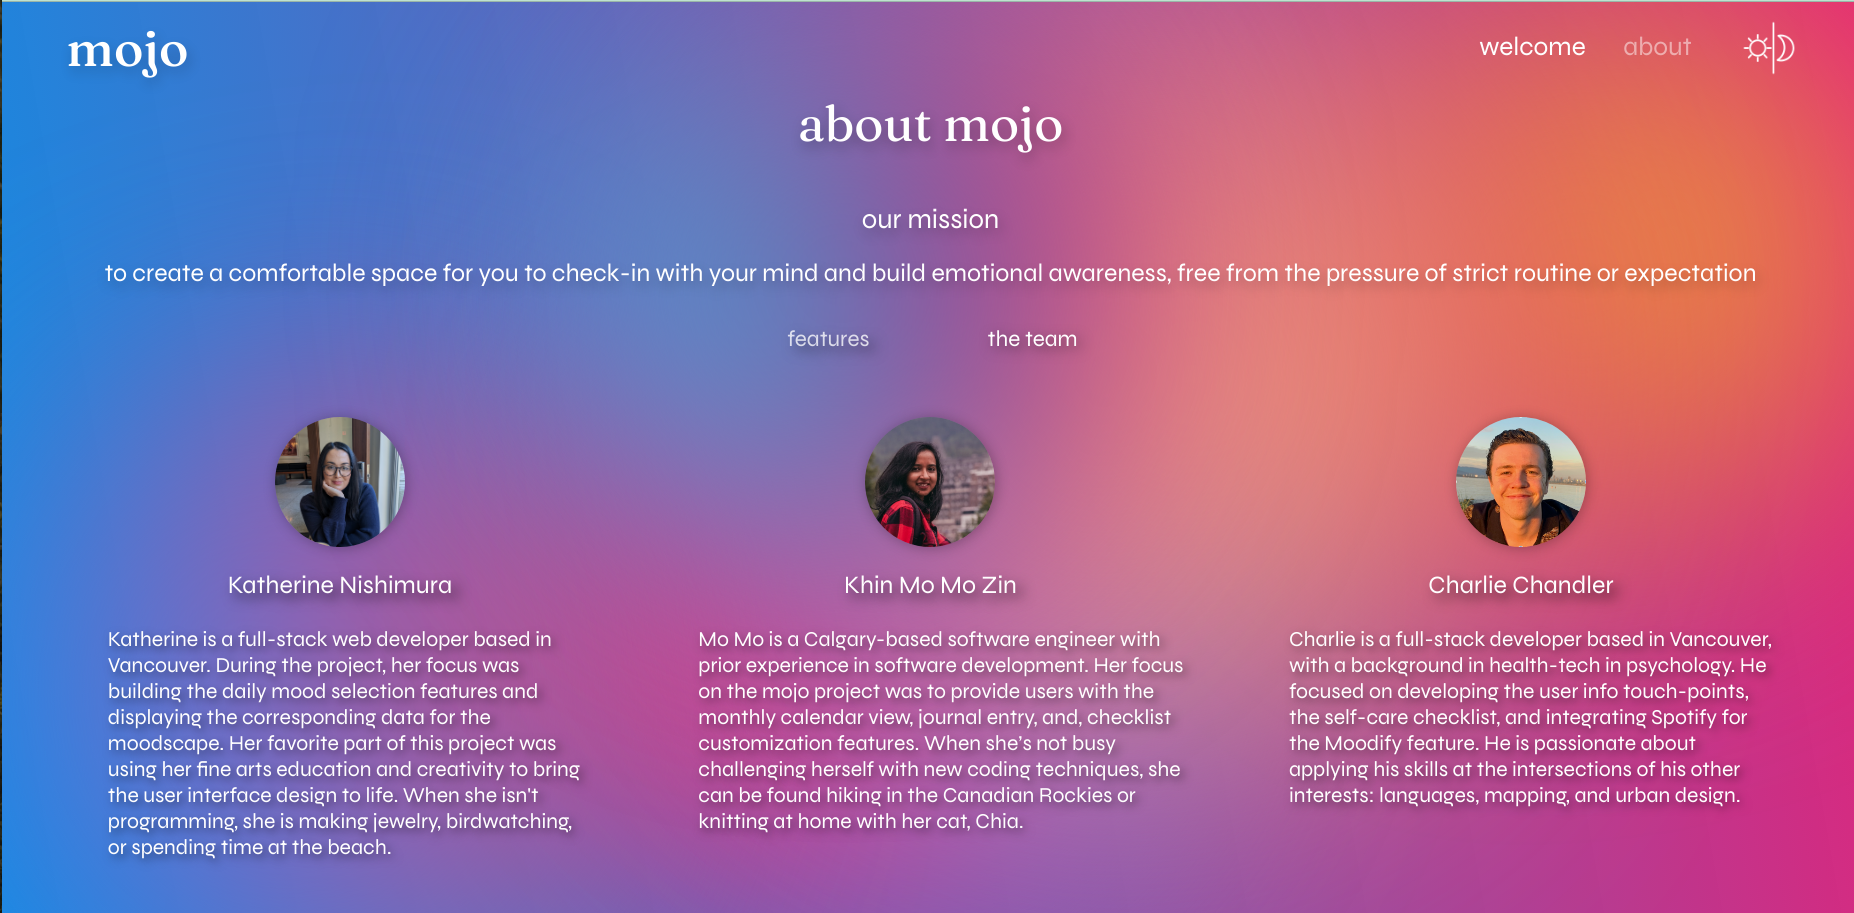 mojo
welcome about
about mojo
our mission
to create a comfortable space for you to check-in with your mind and build emotional awareness, free from the pressure of strict routine or expectation
features the team
Katherine Nishimura
Katherine is a full-stack web developer based in
Vancouver. During the project, her focus was
building the daily mood selection features and
displaying the corresponding data for the
moodscape. Her favorite part of this project was
using her fine arts education and creativity to bring
the user interface design to life. When she isn't
programming, she is making jewelry, birdwatching,
or spending time at the beach.
Khin Mo Mo Zin
Mo Mo is a Calgary-based software engineer with
prior experience in software development. Her focus
on the mojo project was to provide users with the
monthly calendar view, journal entry, and, checklist
customization features. When she’s not busy
challenging herself with new coding techniques, she
can be found hiking in the Canadian Rockies or
knitting at home with her cat, Chia.
Charlie Chandler
Charlie is a full-stack developer based in Vancouver,
with a background in health-tech in psychology. He
focused on developing the user info touch-points,
the self-care checklist, and integrating Spotify for
the Moodify feature. He is passionate about
applying his skills at the intersections of his other
interests: languages, mapping, and urban design.